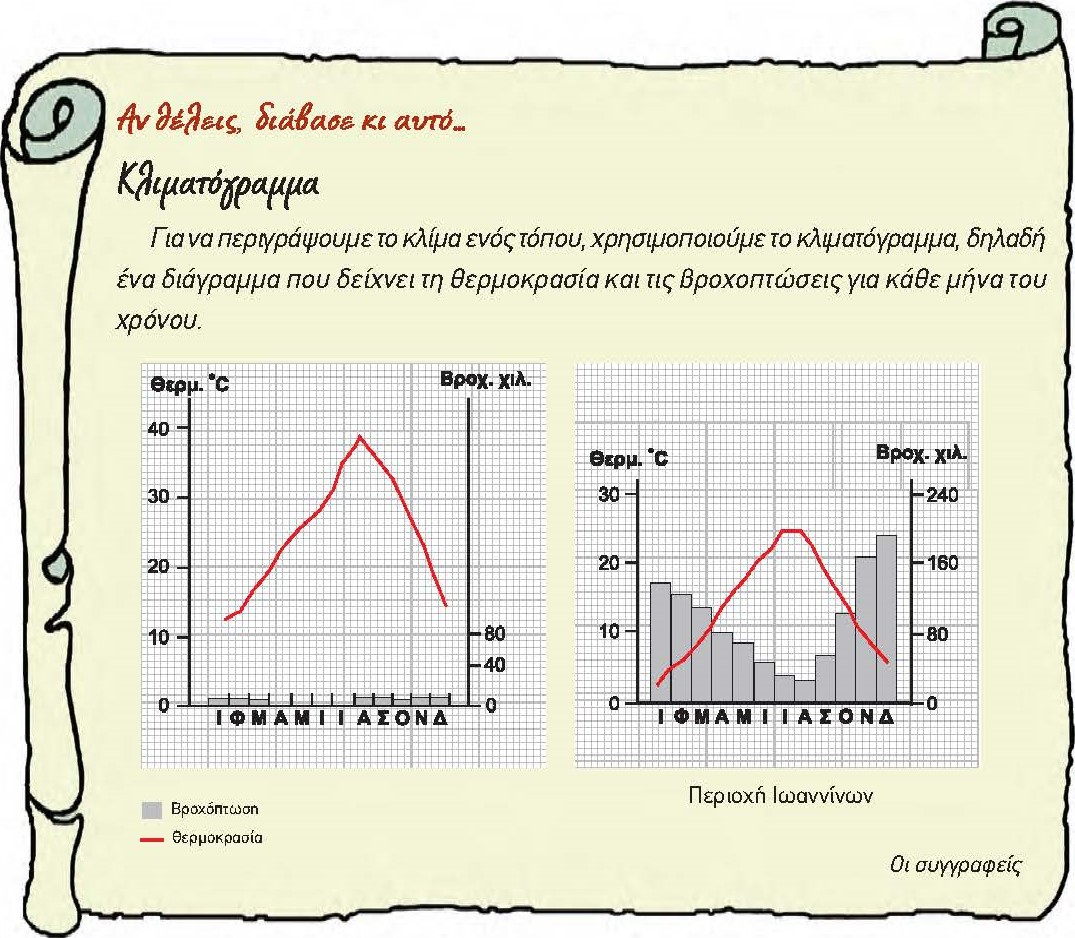 Αν θέλεις, διάβασε κι αυτό...
Κλιματόγραμμα
Για να περιγράψουμε το κλίμα ενός τόπου, χρησιμοποιούμε το κλιματόγραμμα, δηλαδή
ένα διάγραμμα που δείχνει τη θερμοκρασία και τις βροχοπτώσεις για κάθε μήνα του
χρόνου.
Θερμ. °C
Βροχ. χιλ.
40
30
20
10
0
80
40
0
Ι Φ Μ Α Μ Ι Ι Α Σ Ο Ν Δ
Θερμ. °C
Βροχ. χιλ.
30
20
10
0
240
160
80
0
Ι Φ Μ Α Μ Ι Ι Α Σ Ο Ν Δ
Περιοχή Ιωαννίνων
Βροχόπτωση
θερμοκρασία
Οι συγγραφείς